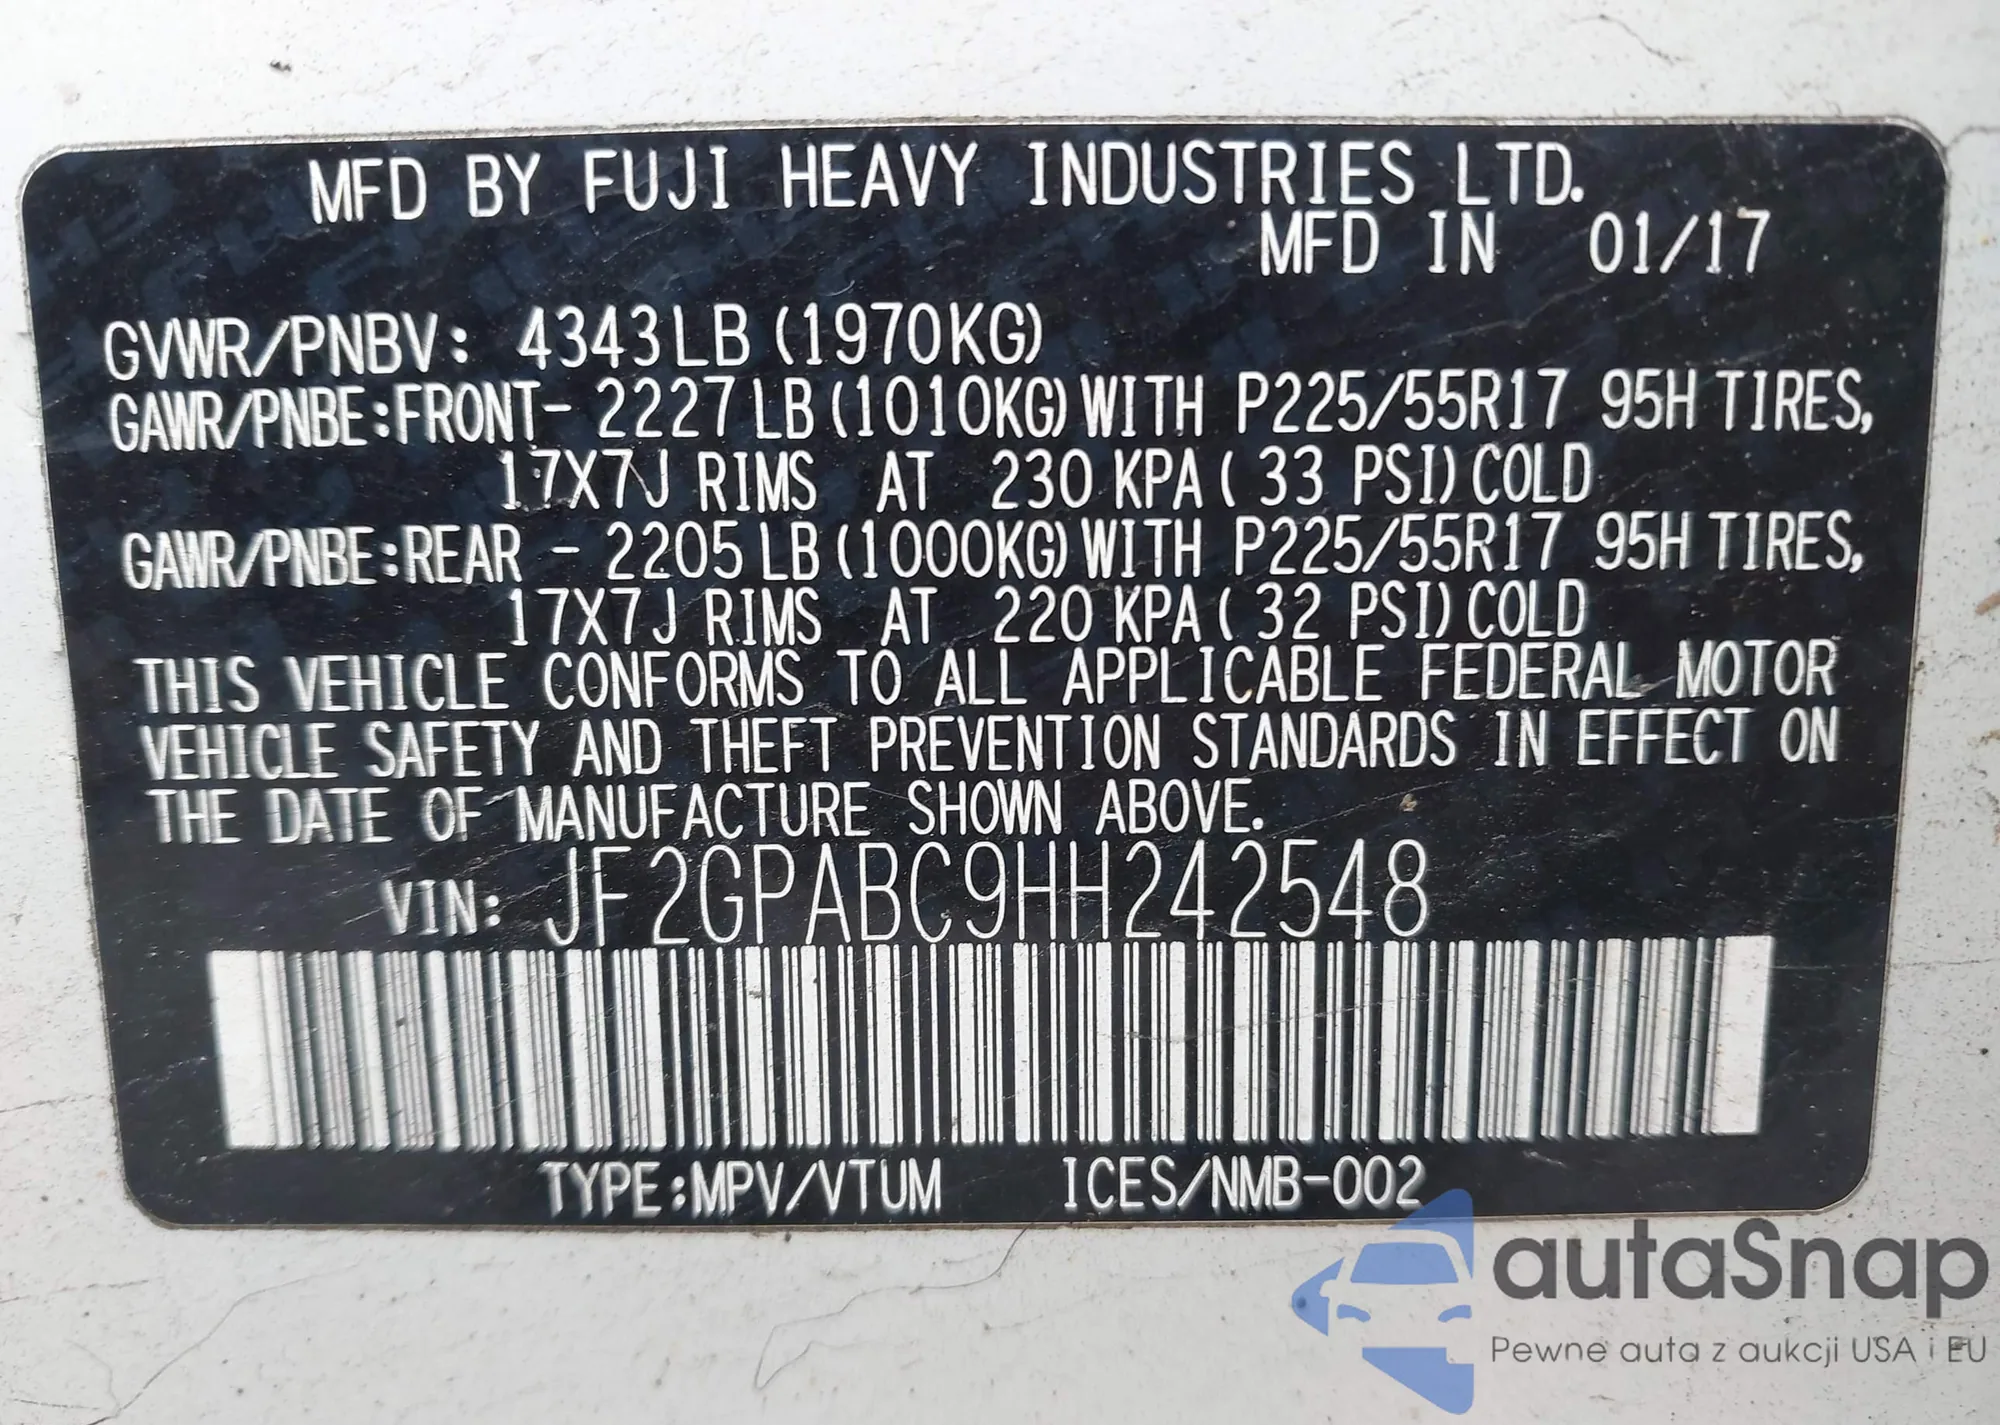 MFD BY FUJI HEAVY INDUSTRIES LTD.
MFD IN 01/17
GVWR/PNBV: 4343LB (1970KG)
GAWR/PNBE:FRONT- 2227LB (1010KG) WITH P225/55R17 95H TIRES,
17X7J RIMS AT 230 KPA ( 33 PSI) COLD
GAWR/PNBE:REAR - 2205LB (1000KG) WITH P225/55R17 95H TIRES,
17X7J RIMS AT 220 KPA ( 32 PSI) COLD
THIS VEHICLE CONFORMS TO ALL APPLICABLE FEDERAL MOTOR
VEHICLE SAFETY AND THEFT PREVENTION STANDARDS IN EFFECT ON
THE DATE OF MANUFACTURE SHOWN ABOVE.
VIN: JF2GPABC9HH242548
TYPE:MPV/VTUM ICES/NMB-002
autaSnap
Pewne auta z aukcji USA i EU